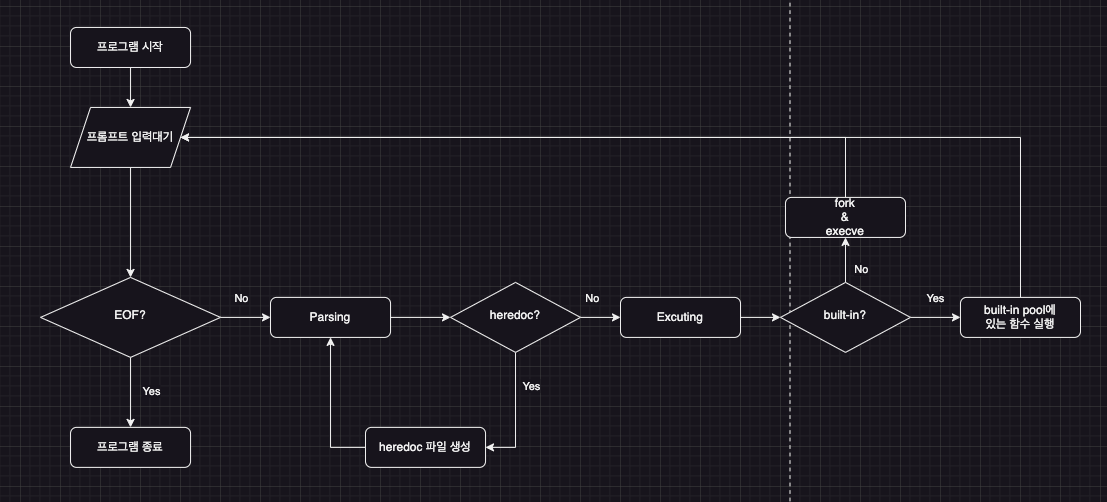 프로그램 시작
프롬프트 입력대기
fork
&
execve
No
EOF?
No
Parsing
heredoc?
No
Excuting
built-in?
Yes
built-in pool에
있는 함수 실행
Yes
Yes
프로그램 종료
heredoc 파일 생성